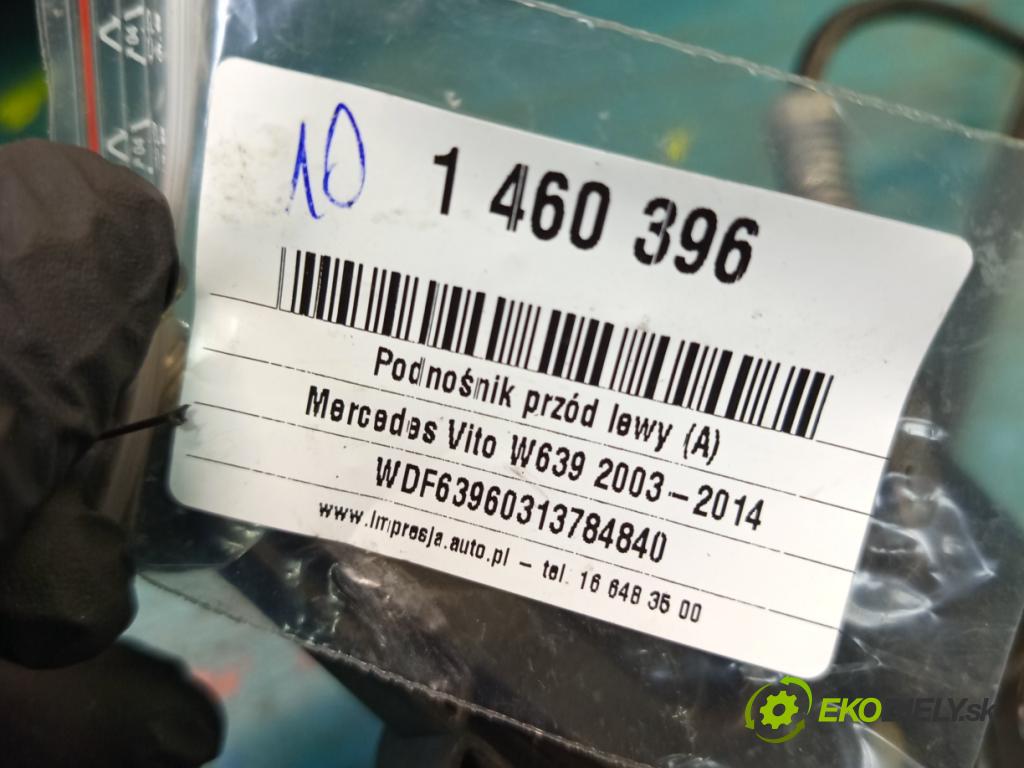 10
1 460 396
Podnośnik przód lewy (A)
Mercedes Vito W639 2003-2014
WDF63960313784840
www.impresja.auto.pl - tel. 16 648 35 00
EKODIELY.sk